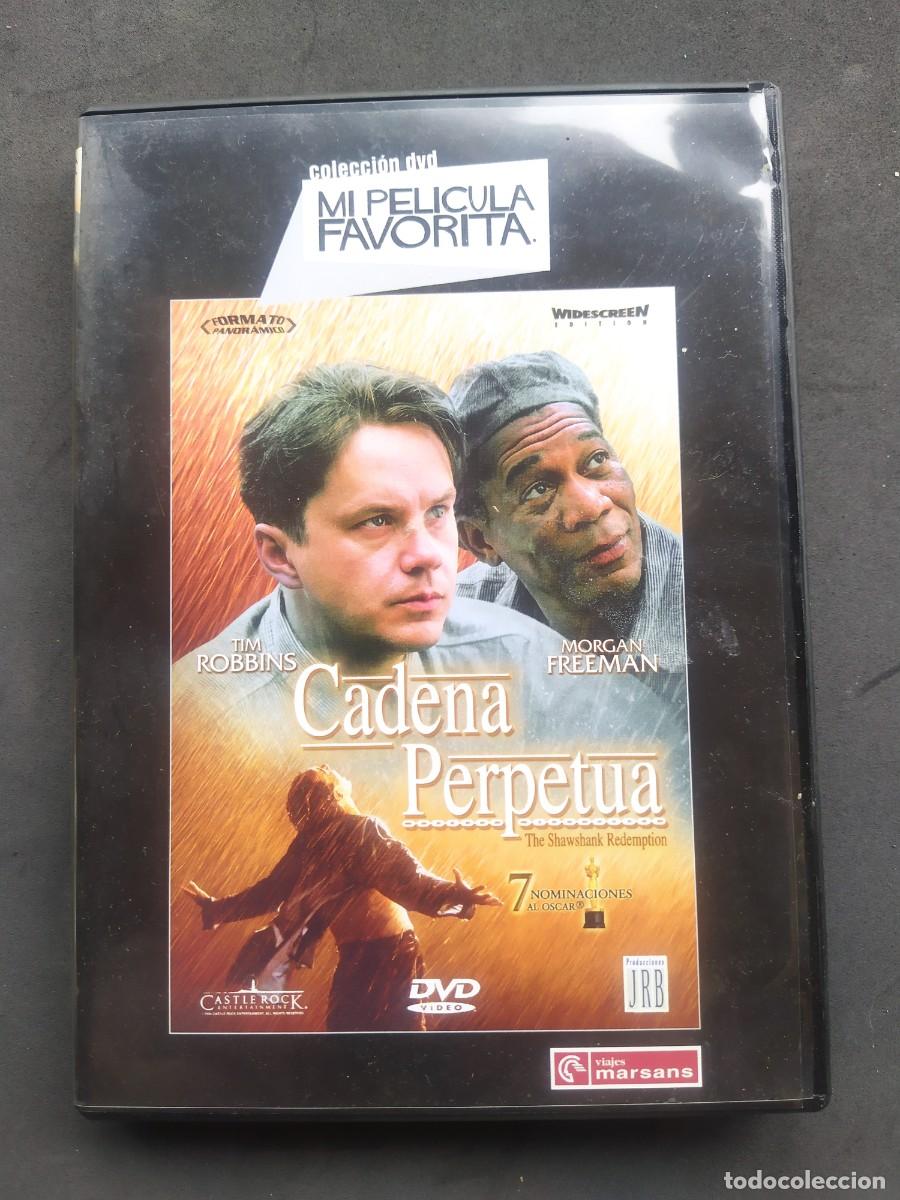 colección dvd
MI PELICULA
FAVORITA.
FORMATO
PANORÁMICO
WIDESCREEN
EDITION
TIM
ROBBINS
MORGAN
FREEMAN
Cadena
Perpetua
The Shawshank Redemption
7 NOMINACIONES
AL OSCAR®
CASTLE ROCK
ENTERTAINMENT
DVD
VIDEO
Producciones
JRB
viajes
marsans
todocoleccion